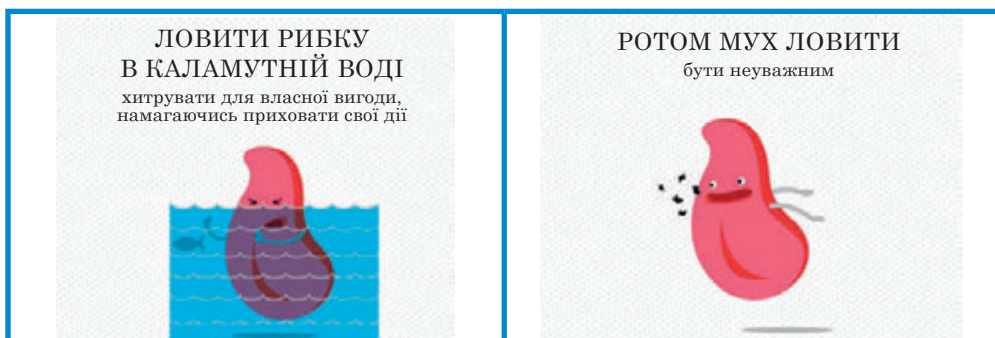 ЛОВИТИ РИБКУ
В КАЛАМУТНІЙ ВОДІ
хитрувати для власної вигоди,
намагаючись приховати свої дії
РОТОМ МУХ ЛОВИТИ
бути неуважним